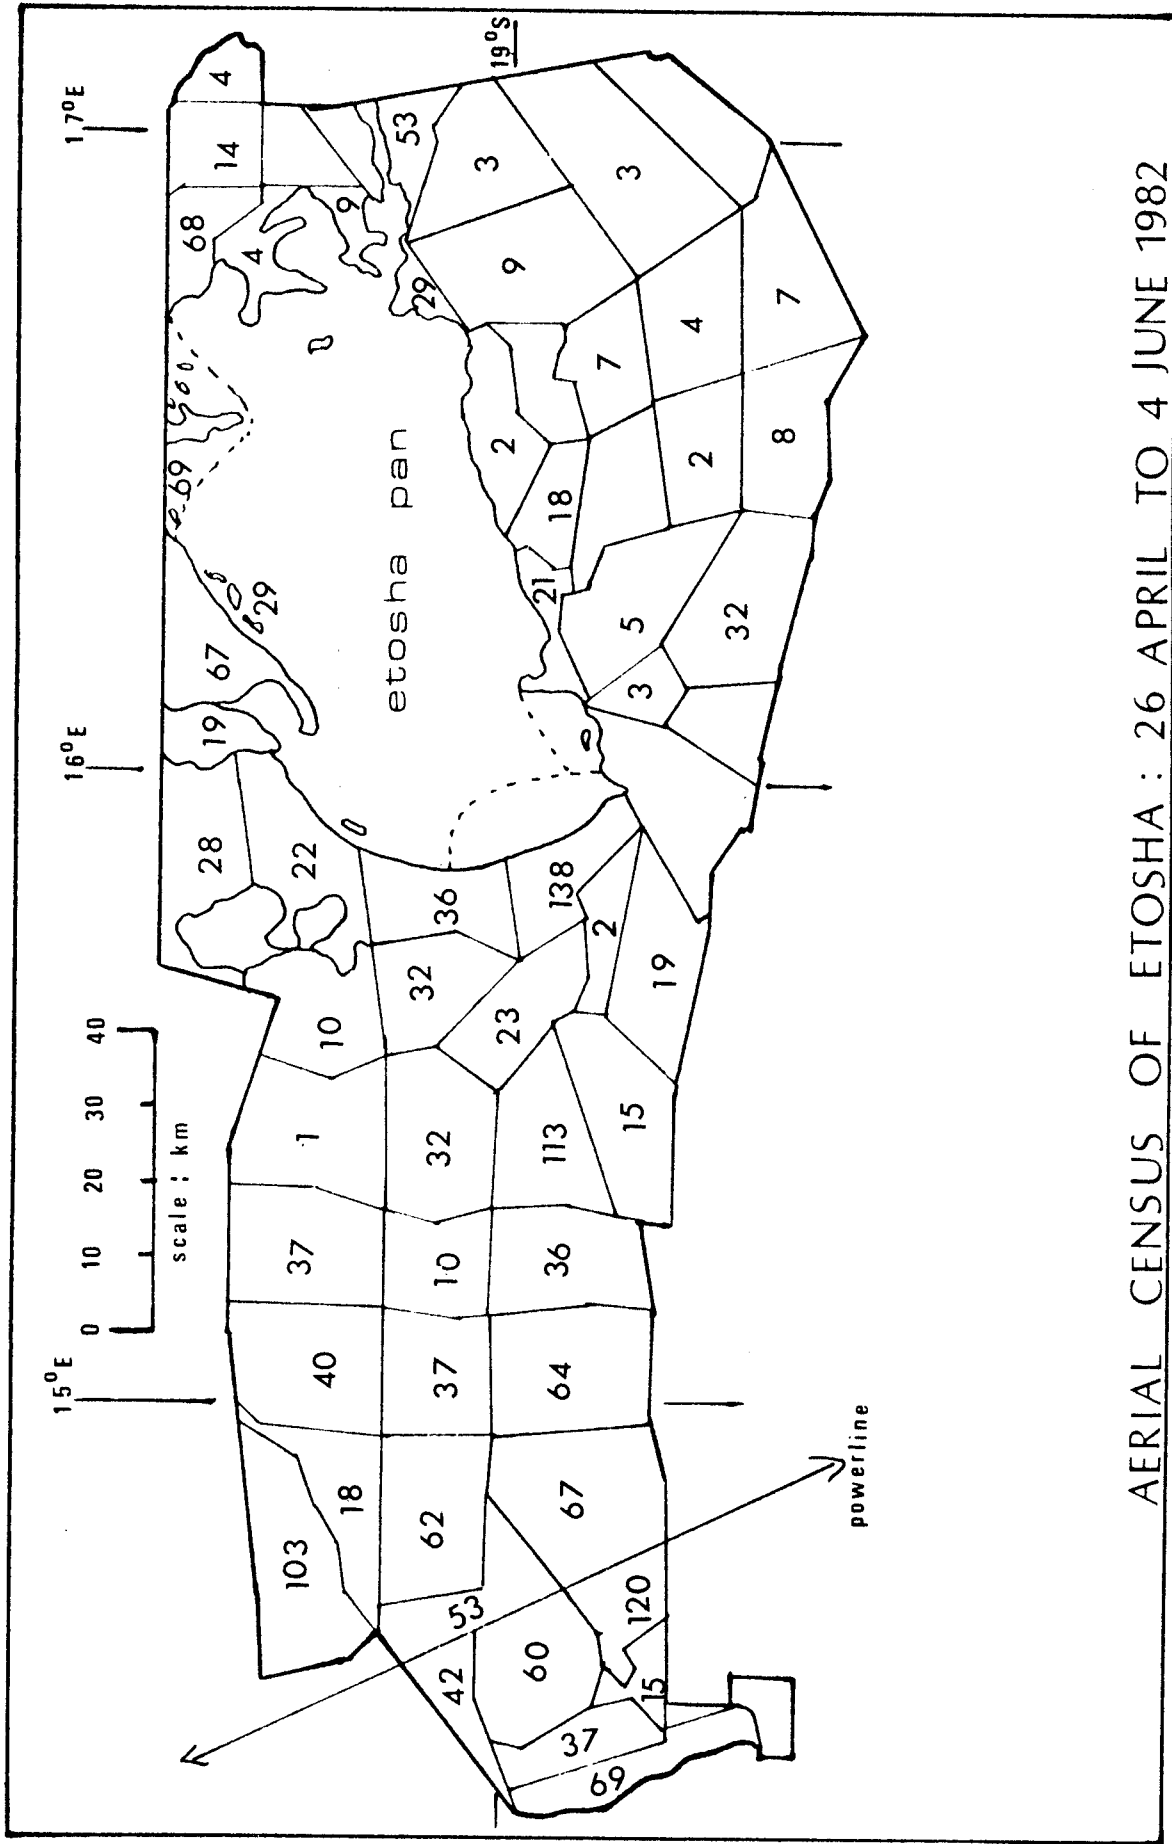 15°E 16°E 17°E
0 10 20 30 40
scale : km
69 68
28 19 67 14 4
29 4
103 37 1 22
18 40 10 9
53
19°S
etosha pan
29
62 37 10 32 32 36
42 53
23 2 9 3
60 21 18
67 64 36 113 138
37
69 2 7
15 120 15 3 5 3
19 2 4
32 8 7
powerline
AERIAL CENSUS OF ETOSHA : 26 APRIL TO 4 JUNE 1982